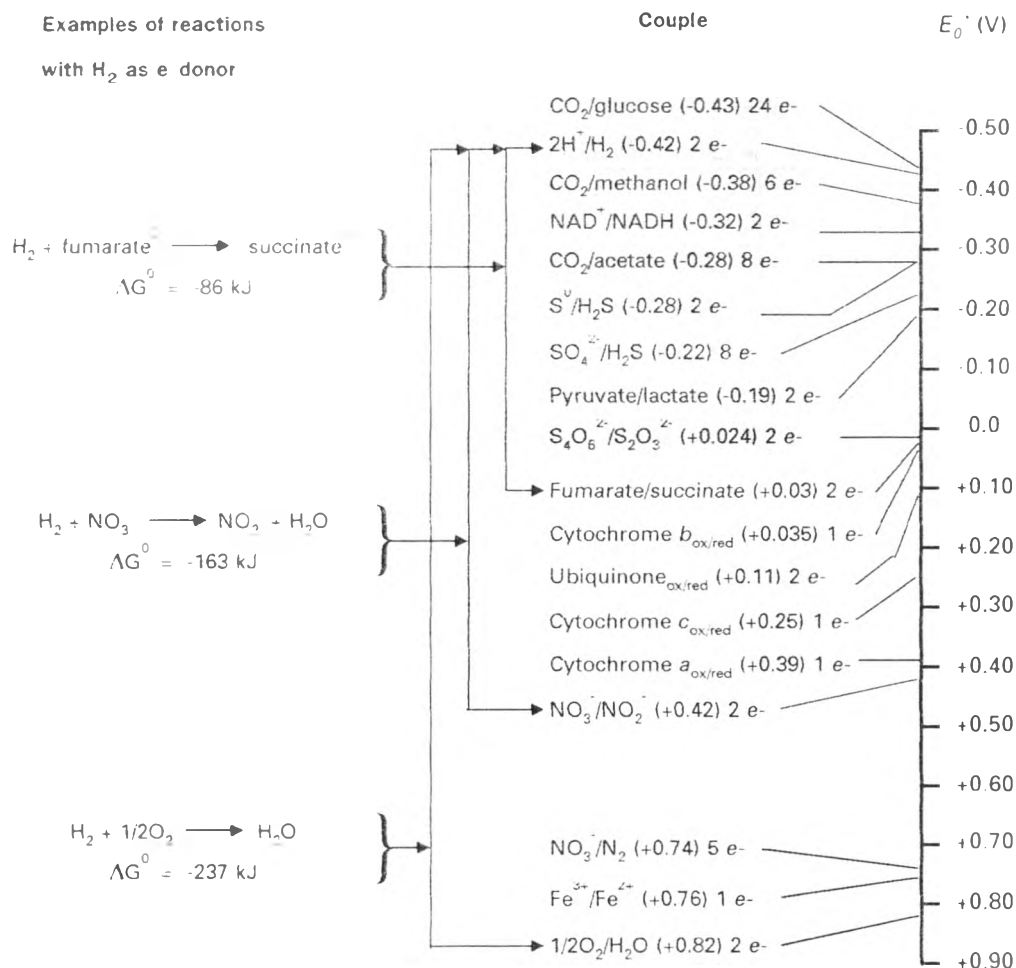 Examples of reactions
with H₂ as e donor
Couple
E₀˙ (V)
CO₂/glucose (-0.43) 24 e-
2H⁺/H₂ (-0.42) 2 e-
CO₂/methanol (-0.38) 6 e-
NAD⁺/NADH (-0.32) 2 e-
CO₂/acetate (-0.28) 8 e-
S⁰/H₂S (-0.28) 2 e-
SO₄²⁻/H₂S (-0.22) 8 e-
Pyruvate/lactate (-0.19) 2 e-
S₄O₆²⁻/S₂O₃²⁻ (+0.024) 2 e-
Fumarate/succinate (+0.03) 2 e-
Cytochrome b ox/red (+0.035) 1 e-
Ubiquinone ox/red (+0.11) 2 e-
Cytochrome c ox/red (+0.25) 1 e-
Cytochrome a ox/red (+0.39) 1 e-
NO₃⁻/NO₂⁻ (+0.42) 2 e-
NO₃⁻/N₂ (+0.74) 5 e-
Fe³⁺/Fe²⁺ (+0.76) 1 e-
1/2O₂/H₂O (+0.82) 2 e-
H₂ + fumarate → succinate
ΔG⁰ = -86 kJ
H₂ + NO₃ → NO₂ + H₂O
ΔG⁰ = -163 kJ
H₂ + 1/2O₂ → H₂O
ΔG⁰ = -237 kJ
-0.50
-0.40
-0.30
-0.20
-0.10
0.0
+0.10
+0.20
+0.30
+0.40
+0.50
+0.60
+0.70
+0.80
+0.90